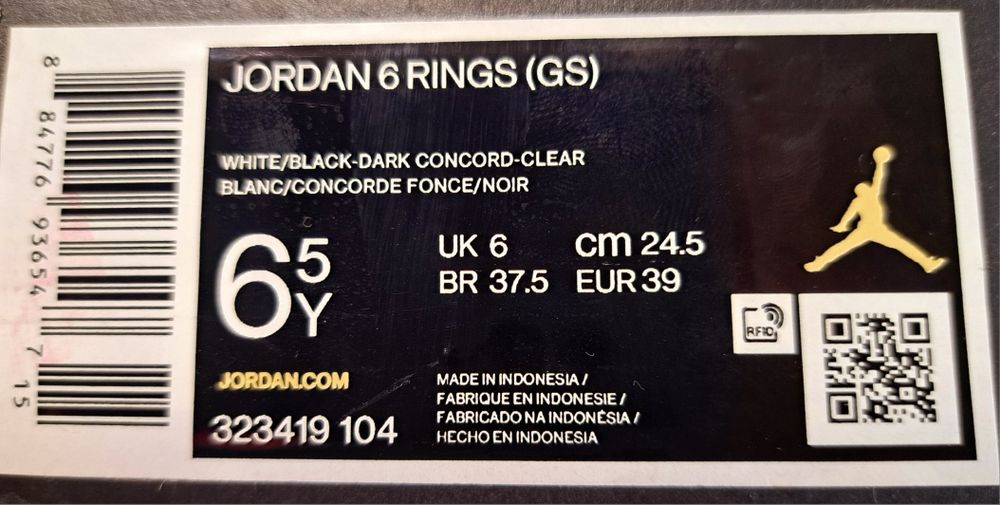 JORDAN 6 RINGS (GS)
WHITE/BLACK-DARK CONCORD-CLEAR
BLANC/CONCORDE FONCE/NOIR
6 5 Y
UK 6 cm 24.5
BR 37.5 EUR 39
RFID
JORDAN.COM
323419 104
MADE IN INDONESIA /
FABRIQUE EN INDONESIE /
FABRICADO NA INDONÉSIA /
HECHO EN INDONESIA
8 84776 93654 7 15